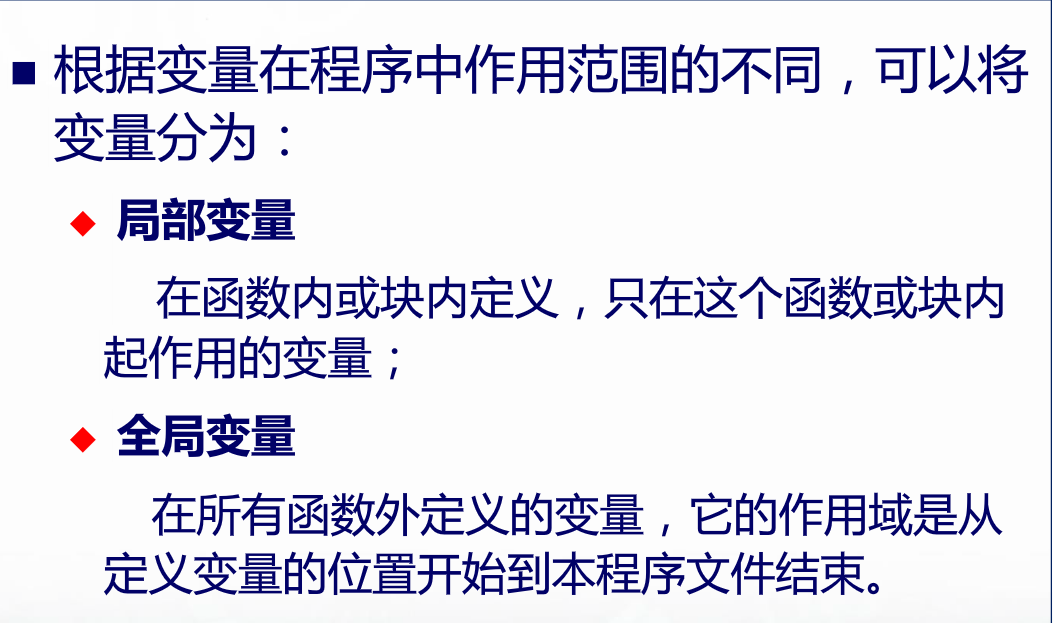 ■ 根据变量在程序中作用范围的不同，可以将
变量分为：
◆ 局部变量
在函数内或块内定义，只在这个函数或块内
起作用的变量；
◆ 全局变量
在所有函数外定义的变量，它的作用域是从
定义变量的位置开始到本程序文件结束。